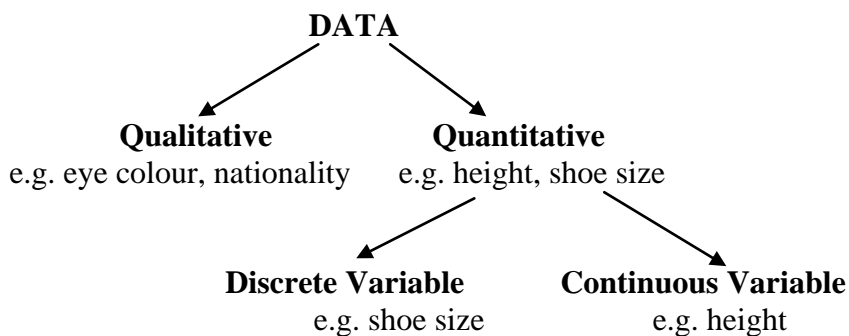 DATA
Qualitative Quantitative
e.g. eye colour, nationality e.g. height, shoe size
Discrete Variable Continuous Variable
e.g. shoe size e.g. height